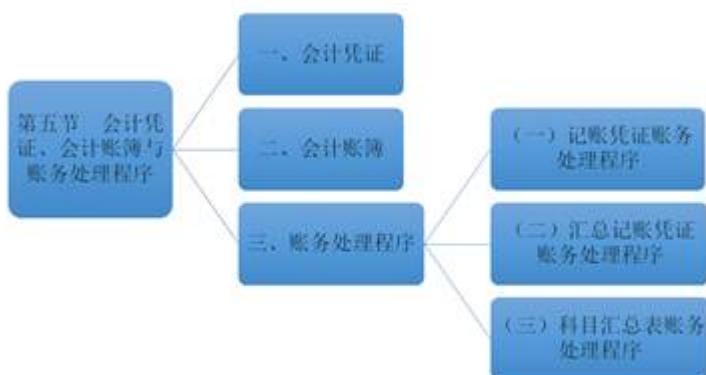 第五节 会计凭
证、会计账簿与
账务处理程序
一、会计凭证
二、会计账簿
三、账务处理程序
（一）记账凭证账务
处理程序
（二）汇总记账凭证
账务处理程序
（三）科目汇总表账务
处理程序